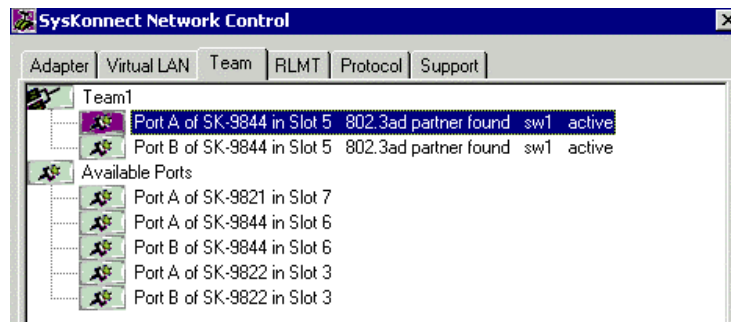 SysKonnect Network Control
Adapter Virtual LAN Team RLMT Protocol Support
Team1
Port A of SK-9844 in Slot 5 802.3ad partner found sw1 active
Port B of SK-9844 in Slot 5 802.3ad partner found sw1 active
Available Ports
Port A of SK-9821 in Slot 7
Port A of SK-9844 in Slot 6
Port B of SK-9844 in Slot 6
Port A of SK-9822 in Slot 3
Port B of SK-9822 in Slot 3